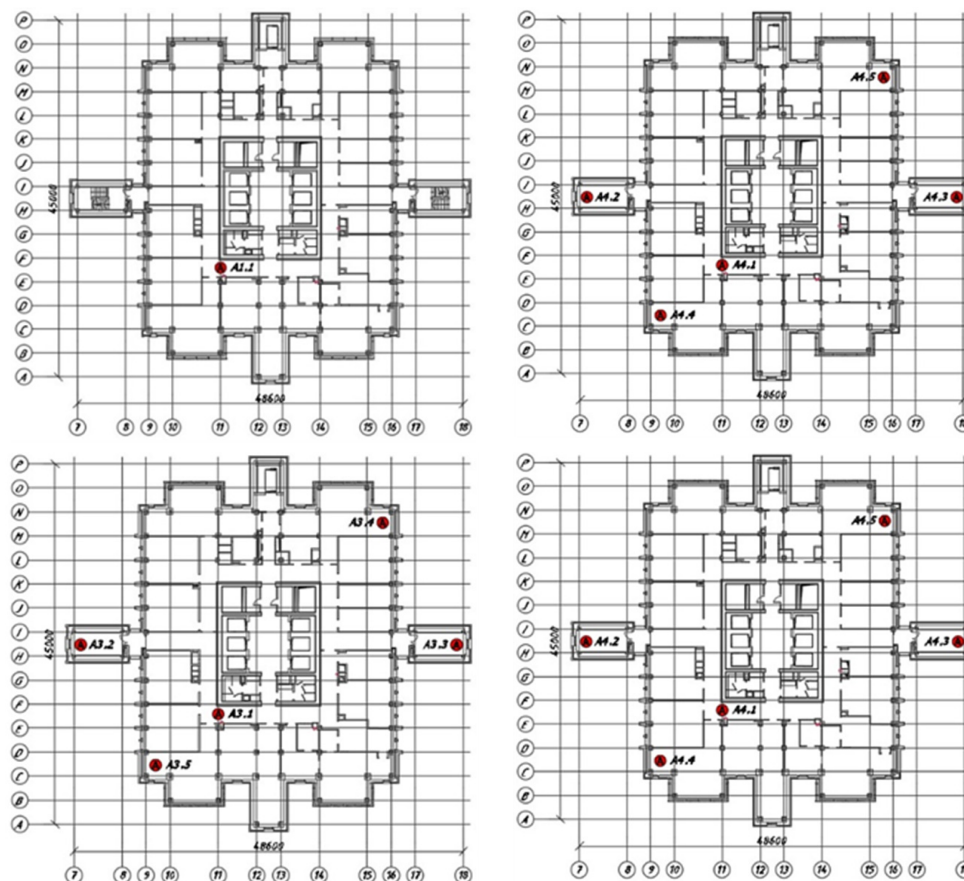 P
O
N
M
L
K
J
I
H
G
F
E
D
C
B
A
45000
A1.1
48600
7 8 9 10 11 12 13 14 15 16 17 18
P
O
N
M
L
K
J
I
H
G
F
E
D
C
B
A
45000
A4.5
A4.2
A4.3
A4.1
A4.4
48600
7 8 9 10 11 12 13 14 15 16 17
P
O
N
M
L
K
J
I
H
G
F
E
D
C
B
A
45000
A3.4
A3.2
A3.3
A3.1
A3.5
48600
7 8 9 10 11 12 13 14 15 16 17 18
P
O
N
M
L
K
J
I
H
G
F
E
D
C
B
A
45000
A4.5
A4.2
A4.3
A4.1
A4.4
48600
7 8 9 10 11 12 13 14 15 16 17